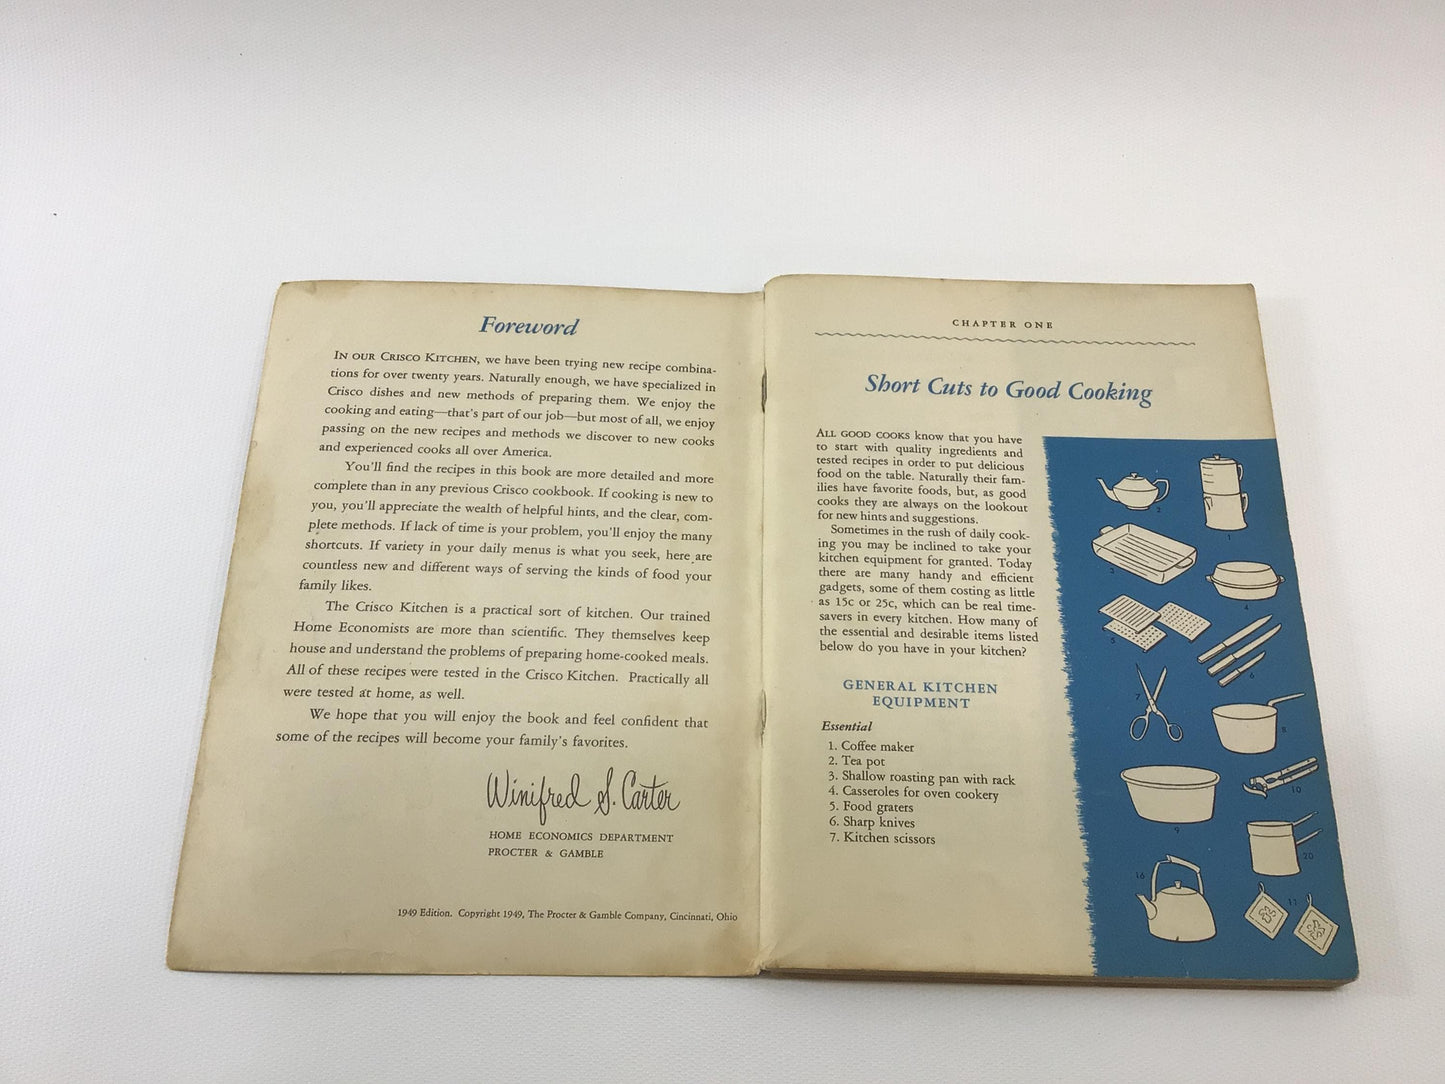 Foreword
IN OUR CRISCO KITCHEN, we have been trying new recipe combina-
tions for over twenty years. Naturally enough, we have specialized in
Crisco dishes and new methods of preparing them. We enjoy the
cooking and eating—that's part of our job—but most of all, we enjoy
passing on the new recipes and methods we discover to new cooks
and experienced cooks all over America.
You'll find the recipes in this book are more detailed and more
complete than in any previous Crisco cookbook. If cooking is new to
you, you'll appreciate the wealth of helpful hints, and the clear, com-
plete methods. If lack of time is your problem, you'll enjoy the many
shortcuts. If variety in your daily menus is what you seek, here are
countless new and different ways of serving the kinds of food your
family likes.
The Crisco Kitchen is a practical sort of kitchen. Our trained
Home Economists are more than scientific. They themselves keep
house and understand the problems of preparing home-cooked meals.
All of these recipes were tested in the Crisco Kitchen. Practically all
were tested at home, as well.
We hope that you will enjoy the book and feel confident that
some of the recipes will become your family's favorites.
Winifred S. Carter
HOME ECONOMICS DEPARTMENT
PROCTER & GAMBLE
1949 Edition. Copyright 1949, The Procter & Gamble Company, Cincinnati, Ohio
CHAPTER ONE
Short Cuts to Good Cooking
ALL GOOD COOKS know that you have
to start with quality ingredients and
tested recipes in order to put delicious
food on the table. Naturally their fam-
ilies have favorite foods, but, as good
cooks they are always on the lookout
for new hints and suggestions.
Sometimes in the rush of daily cook-
ing you may be inclined to take your
kitchen equipment for granted. Today
there are many handy and efficient
gadgets, some of them costing as little
as 15c or 25c, which can be real time-
savers in every kitchen. How many of
the essential and desirable items listed
below do you have in your kitchen?
GENERAL KITCHEN
EQUIPMENT
Essential
1. Coffee maker
2. Tea pot
3. Shallow roasting pan with rack
4. Casseroles for oven cookery
5. Food graters
6. Sharp knives
7. Kitchen scissors
2
1
3
4
5
6
7
8
10
9
20
16
11